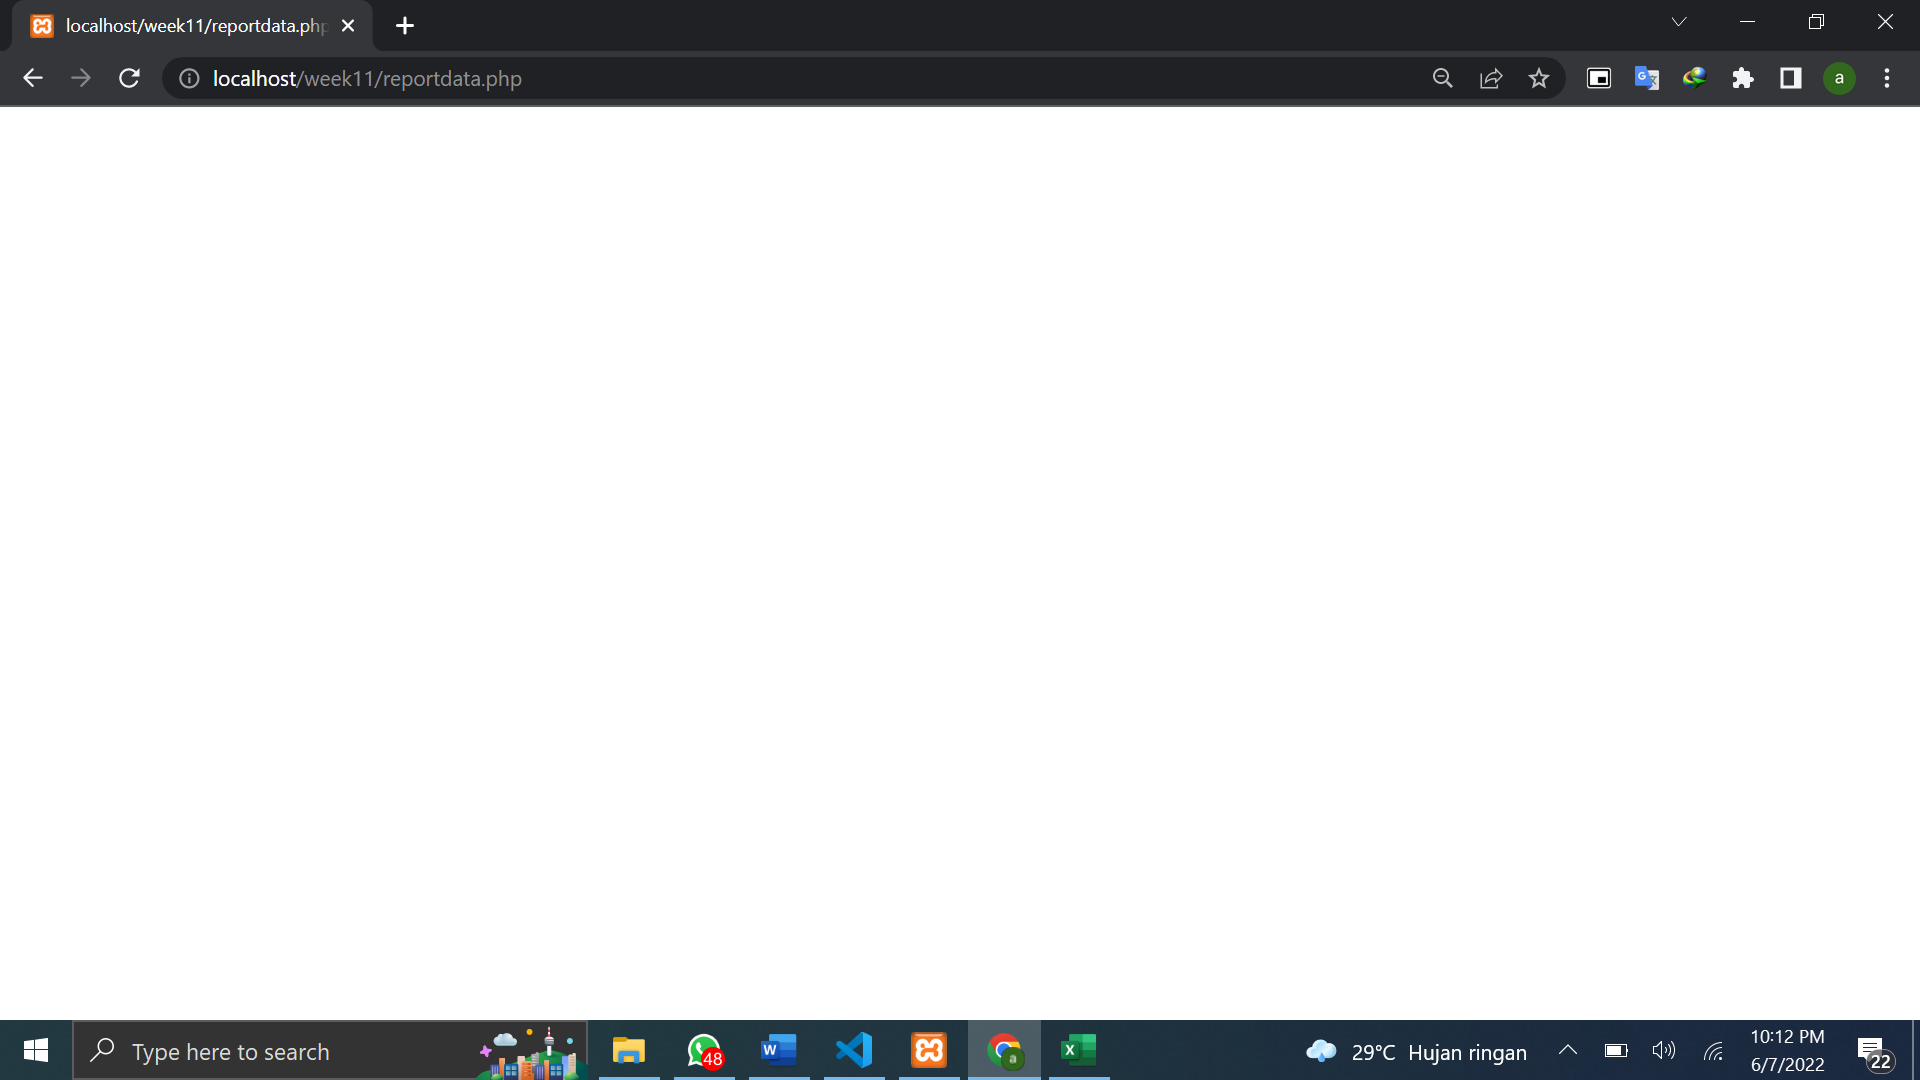 localhost/week11/reportdata.php
localhost/week11/reportdata.php
a
Type here to search
48
W
a
X
29°C Hujan ringan
10:12 PM
6/7/2022
22